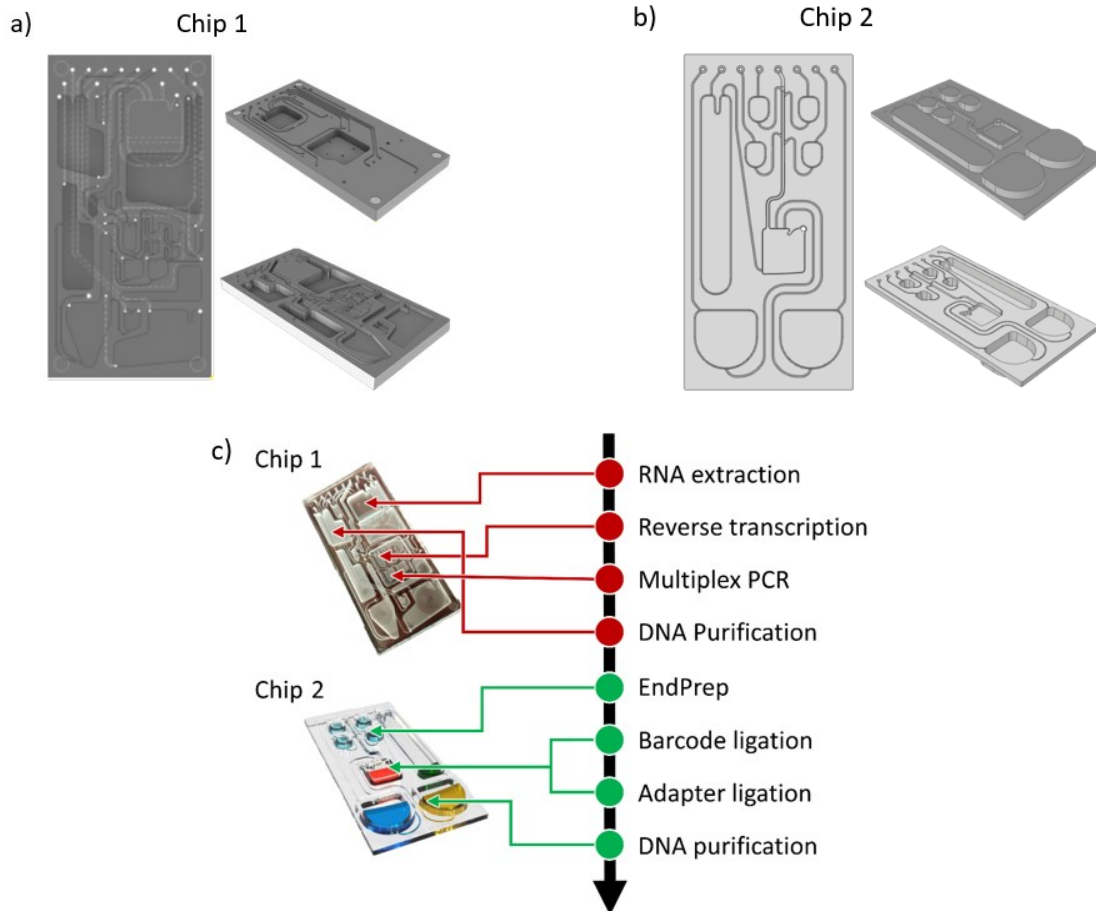 a)
Chip 1
b)
Chip 2
c)
Chip 1
RNA extraction
Reverse transcription
Multiplex PCR
DNA Purification
Chip 2
EndPrep
Barcode ligation
Adapter ligation
DNA purification